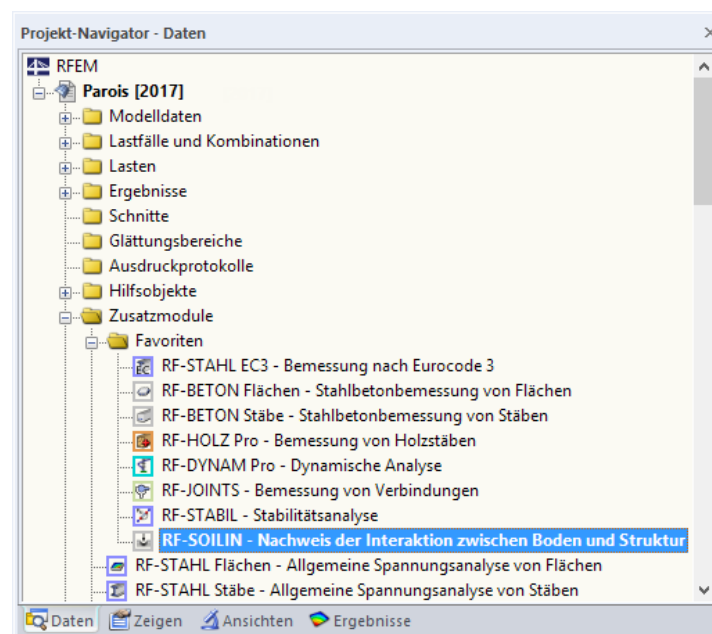 Projekt-Navigator - Daten
RFEM
Parois [2017]
Modelldaten
Lastfälle und Kombinationen
Lasten
Ergebnisse
Schnitte
Glättungsbereiche
Ausdruckprotokolle
Hilfsobjekte
Zusatzmodule
Favoriten
RF-STAHL EC3 - Bemessung nach Eurocode 3
RF-BETON Flächen - Stahlbetonbemessung von Flächen
RF-BETON Stäbe - Stahlbetonbemessung von Stäben
RF-HOLZ Pro - Bemessung von Holzstäben
RF-DYNAM Pro - Dynamische Analyse
RF-JOINTS - Bemessung von Verbindungen
RF-STABIL - Stabilitätsanalyse
RF-SOILIN - Nachweis der Interaktion zwischen Boden und Struktur
RF-STAHL Flächen - Allgemeine Spannungsanalyse von Flächen
RF-STAHL Stäbe - Allgemeine Spannungsanalyse von Stäben
Daten Zeigen Ansichten Ergebnisse